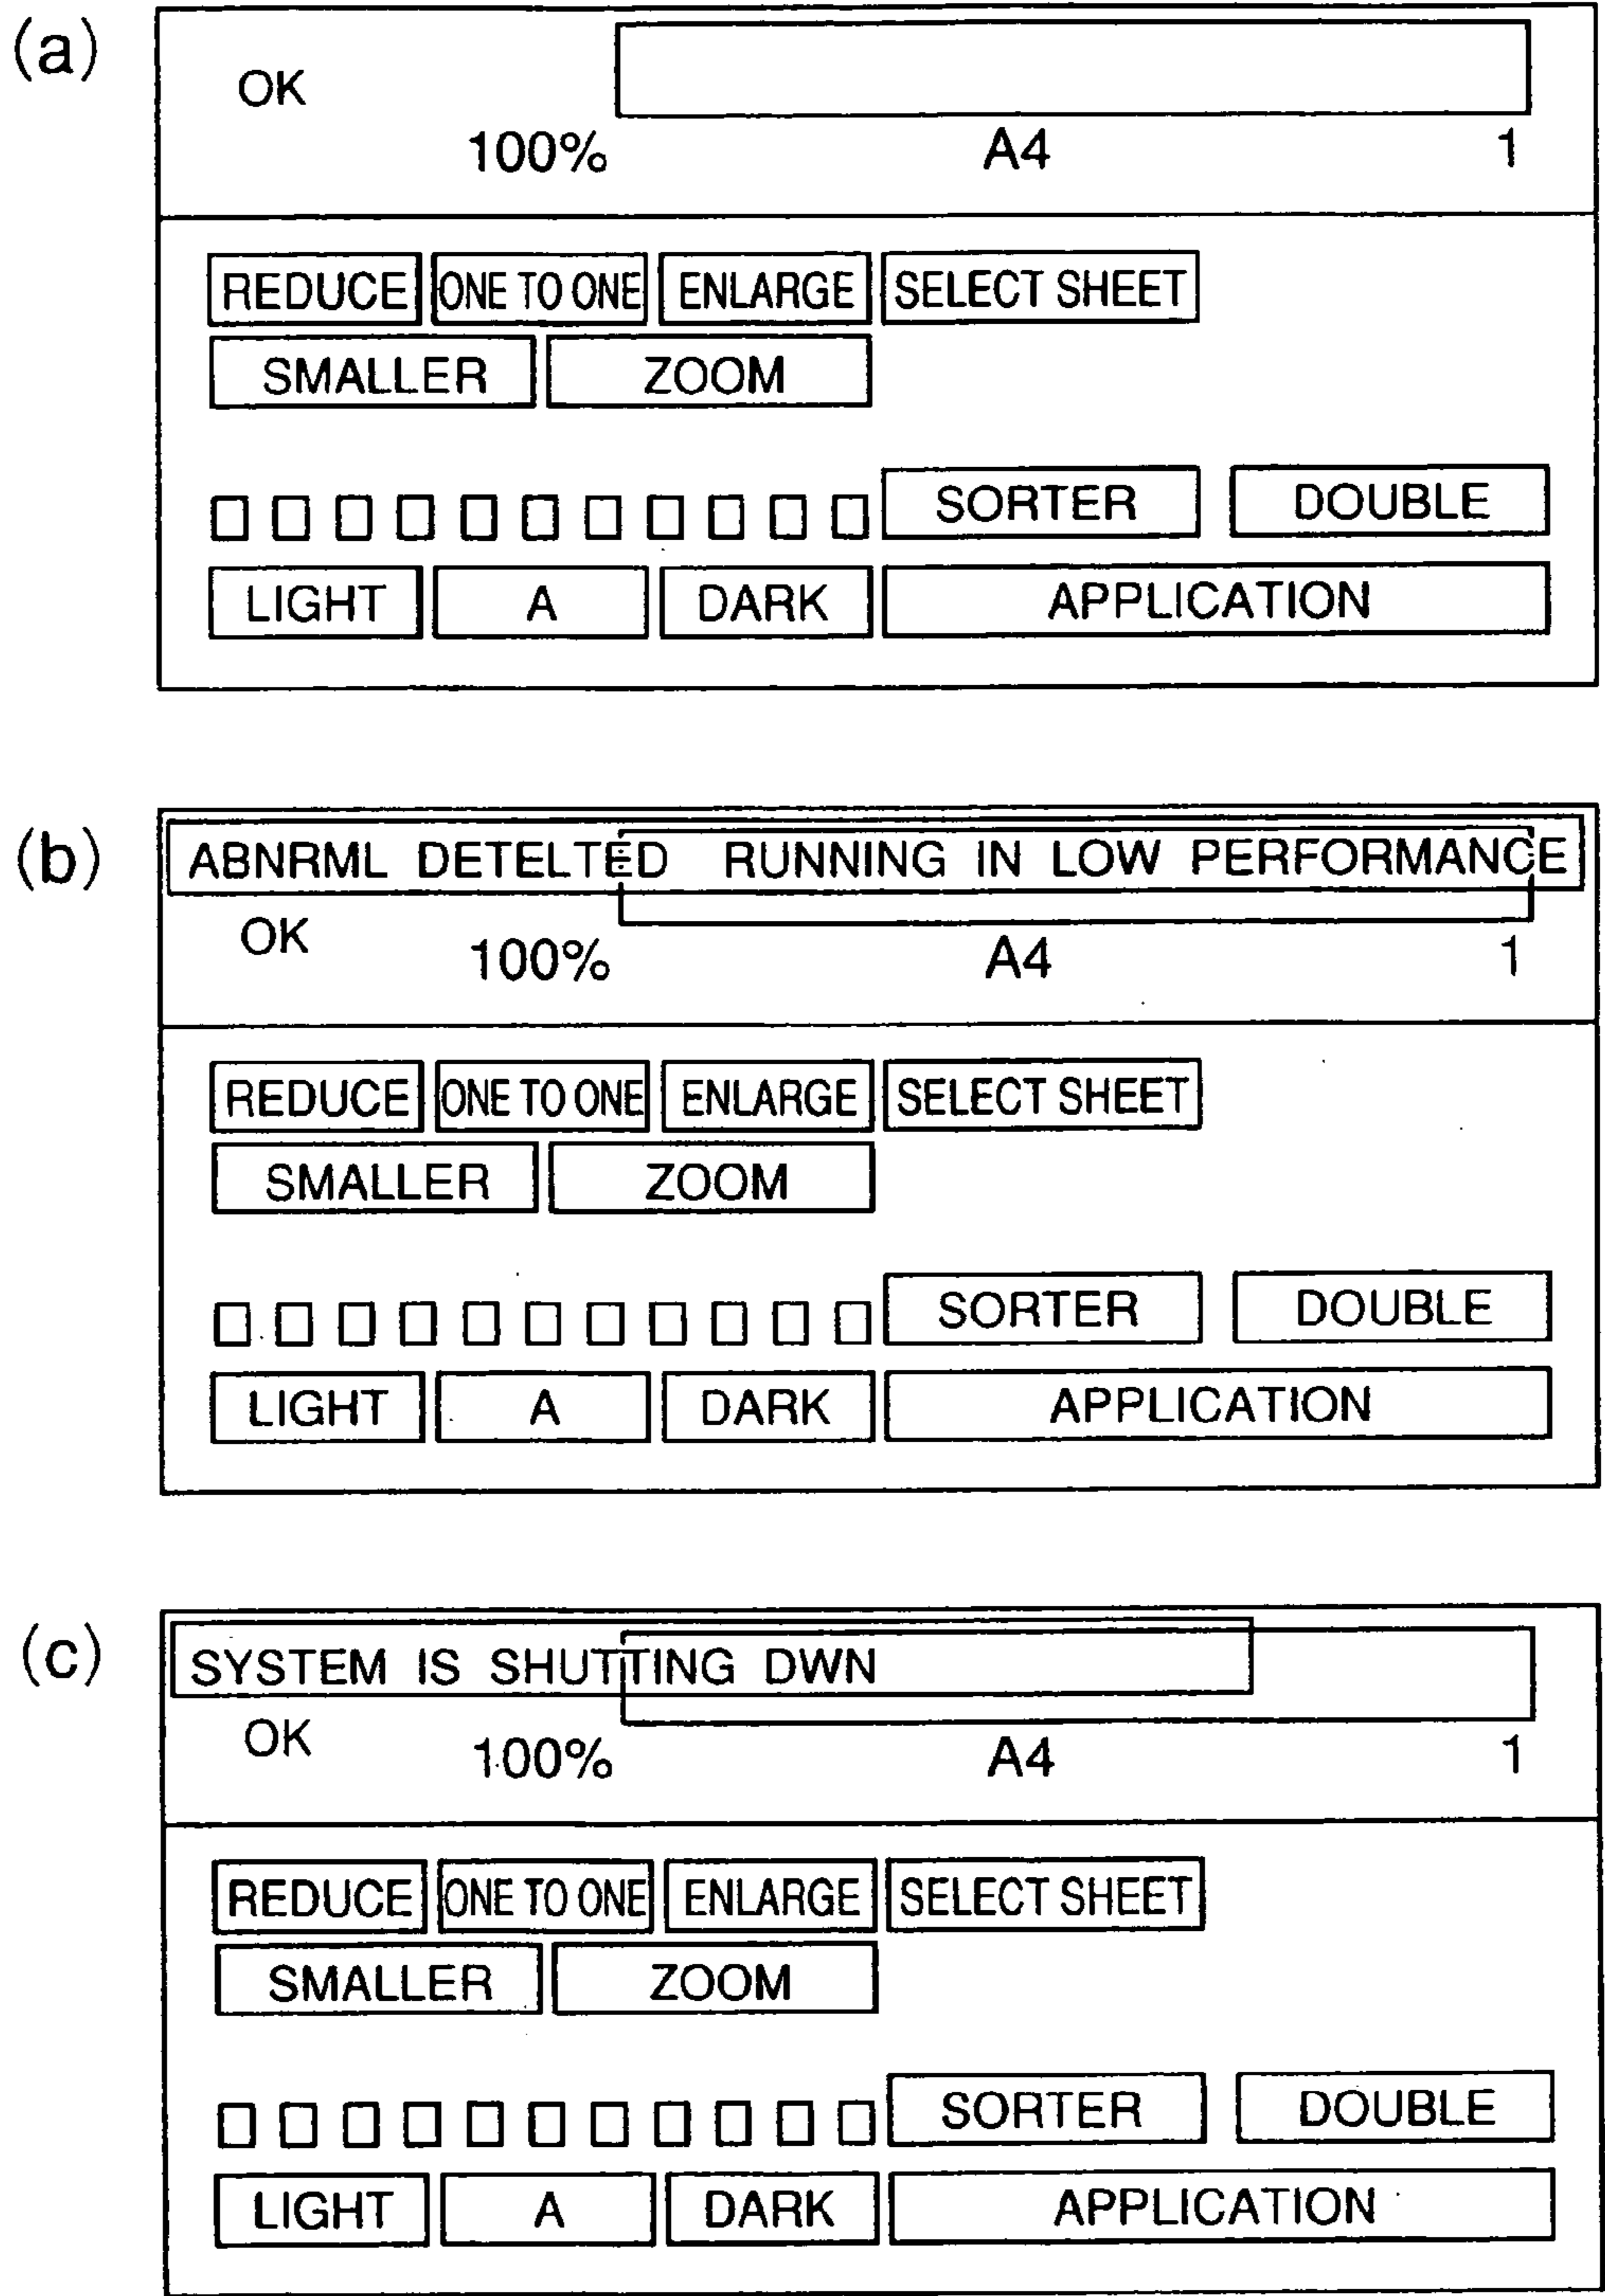 (a)
OK
100% A4 1
REDUCE ONE TO ONE ENLARGE SELECT SHEET
SMALLER ZOOM
SORTER DOUBLE
LIGHT A DARK APPLICATION
(b)
ABNRML DETELTED RUNNING IN LOW PERFORMANCE
OK
100% A4 1
REDUCE ONE TO ONE ENLARGE SELECT SHEET
SMALLER ZOOM
SORTER DOUBLE
LIGHT A DARK APPLICATION
(c)
SYSTEM IS SHUTTING DWN
OK
100% A4 1
REDUCE ONE TO ONE ENLARGE SELECT SHEET
SMALLER ZOOM
SORTER DOUBLE
LIGHT A DARK APPLICATION